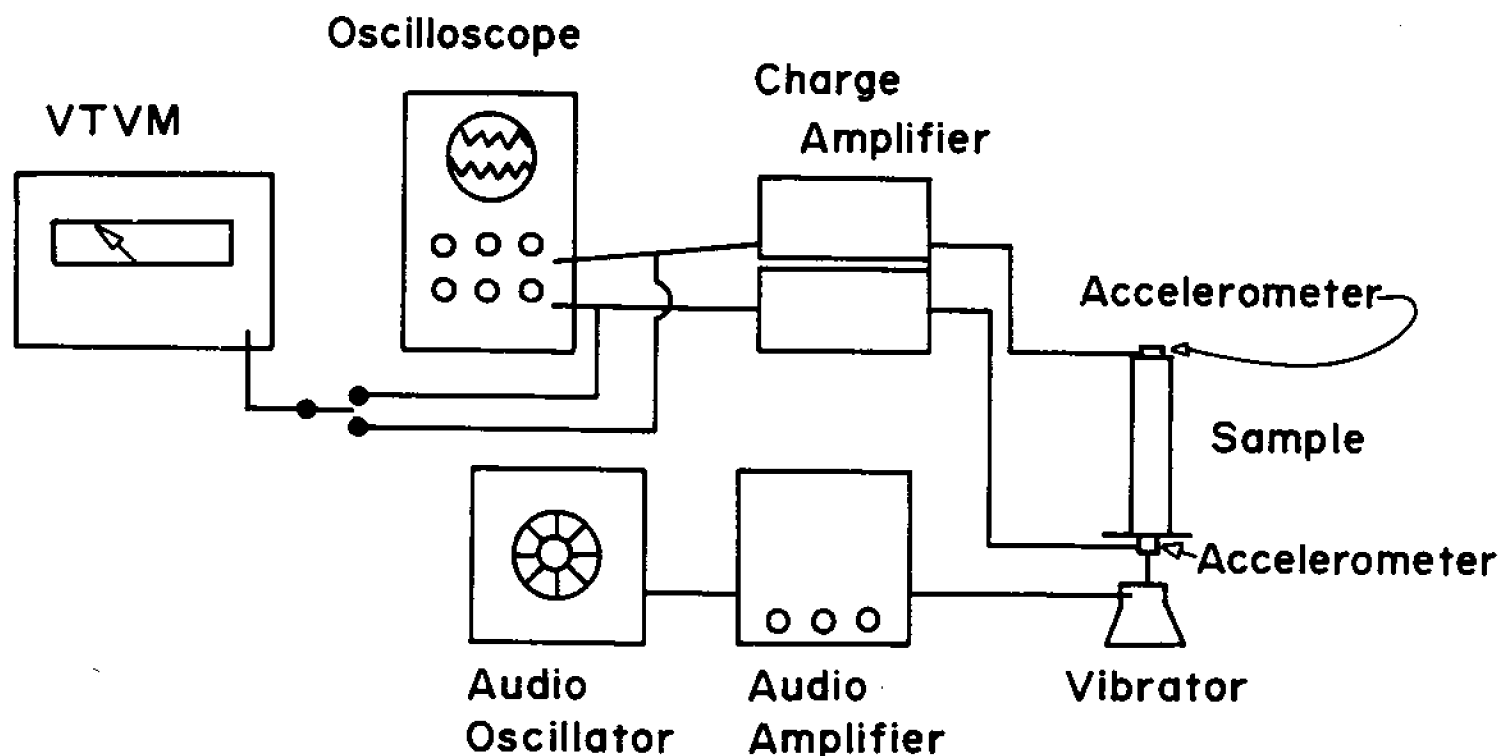 Oscilloscope
VTVM
Charge
Amplifier
Accelerometer
Sample
Accelerometer
Audio
Oscillator
Audio
Amplifier
Vibrator